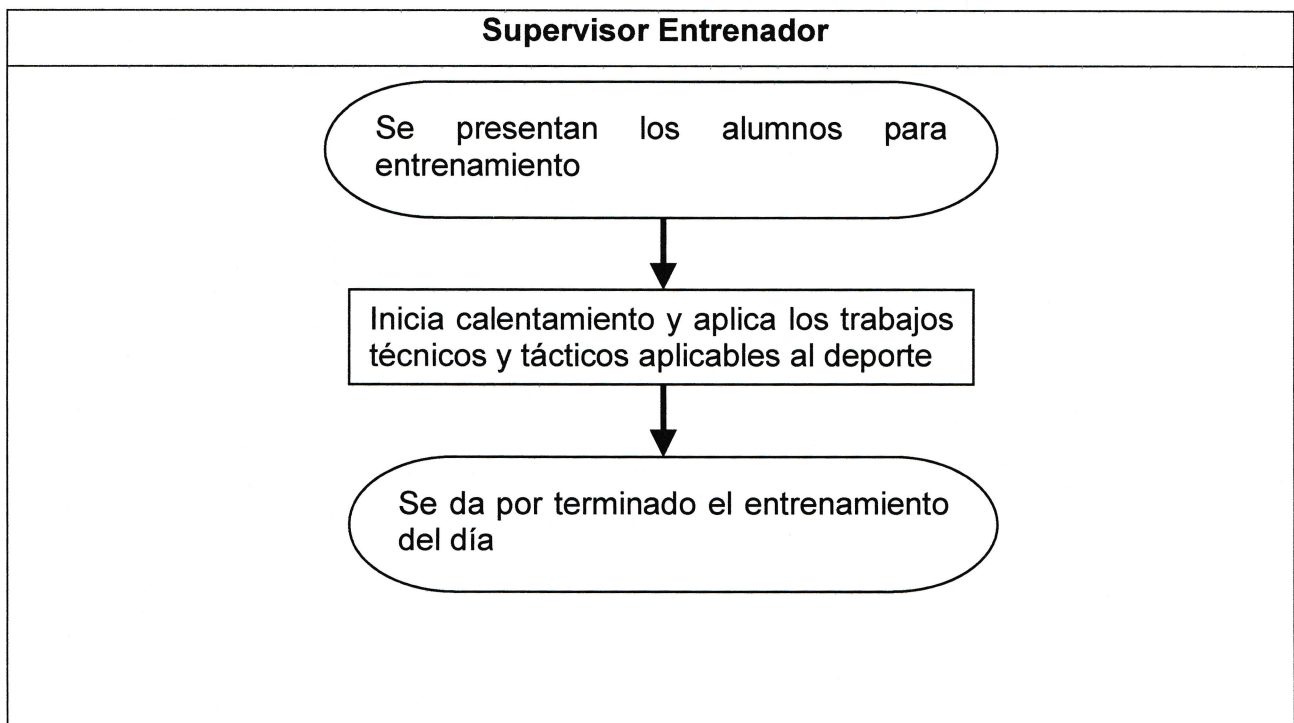 Supervisor Entrenador
Se presentan los alumnos para
entrenamiento
Inicia calentamiento y aplica los trabajos
técnicos y tácticos aplicables al deporte
Se da por terminado el entrenamiento
del día